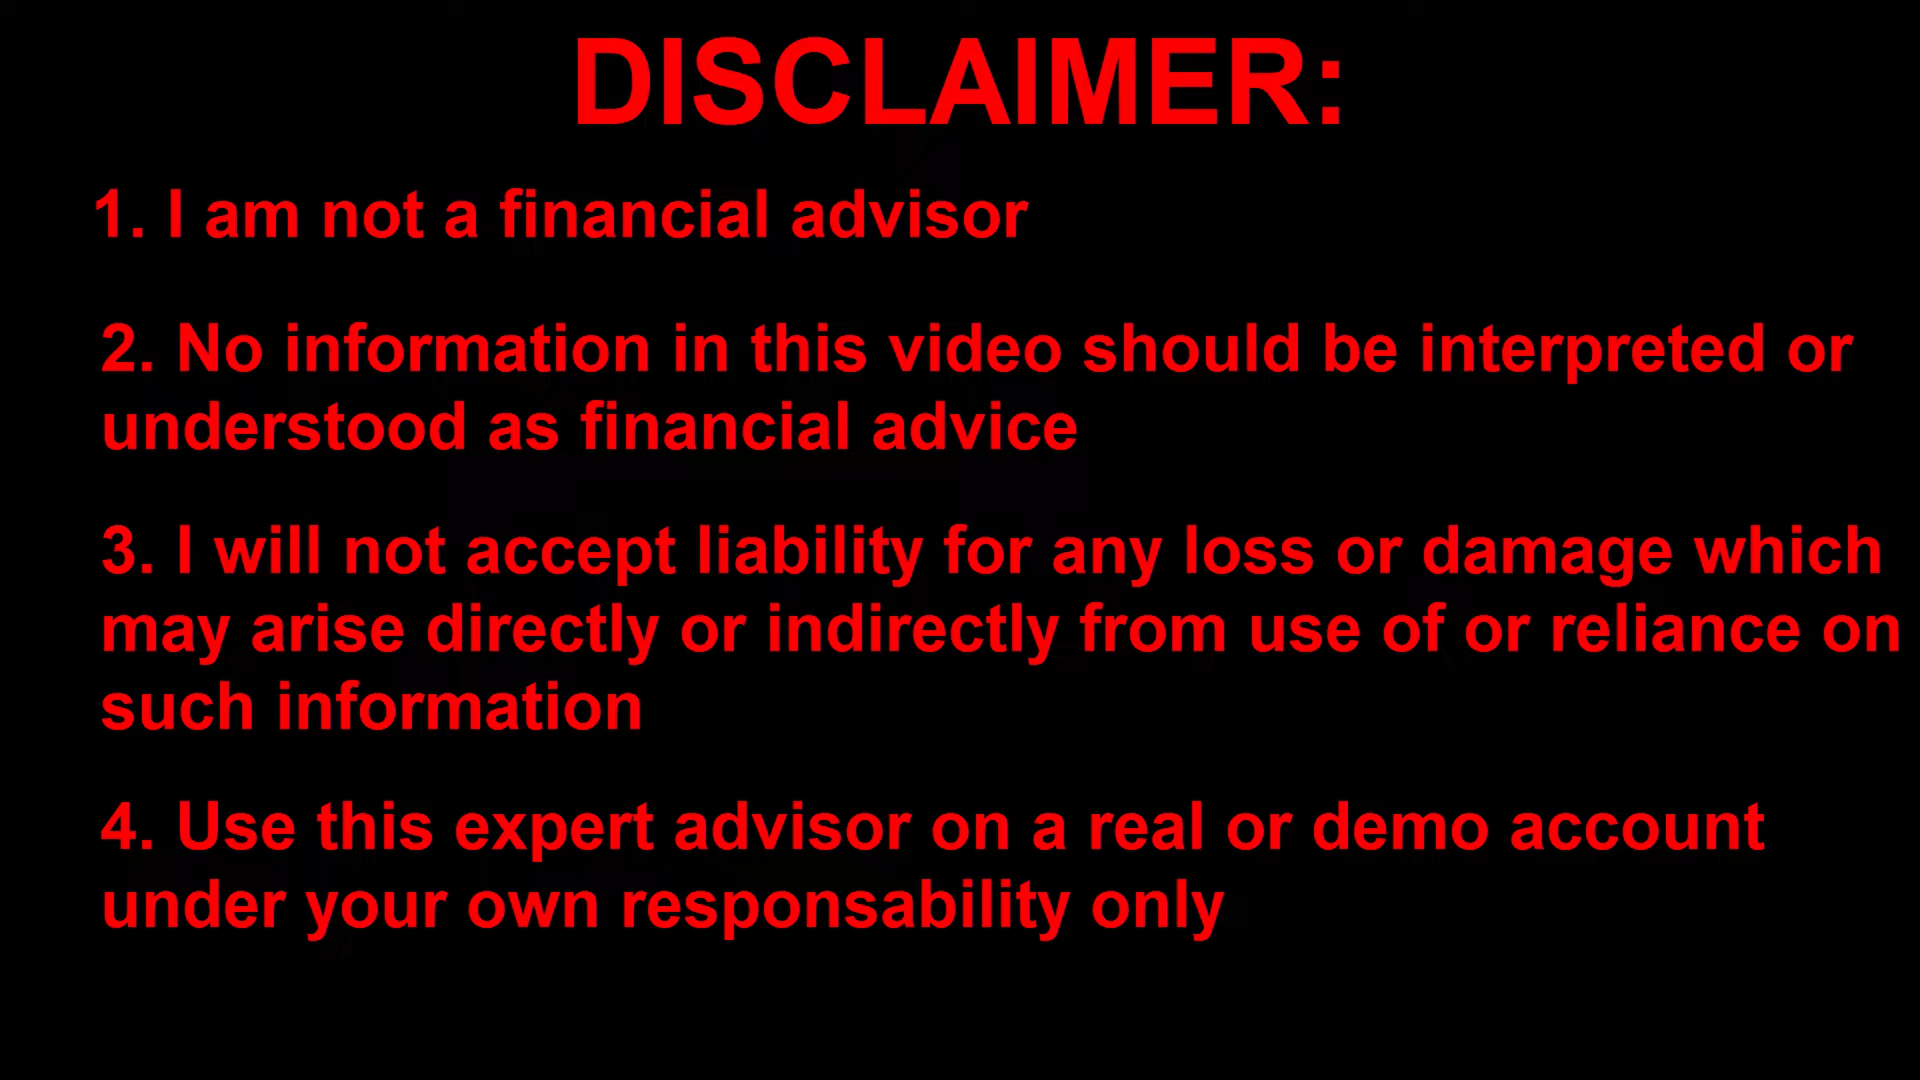 DISCLAIMER:
1. I am not a financial advisor
2. No information in this video should be interpreted or
understood as financial advice
3. I will not accept liability for any loss or damage which
may arise directly or indirectly from use of or reliance on
such information
4. Use this expert advisor on a real or demo account
under your own responsability only